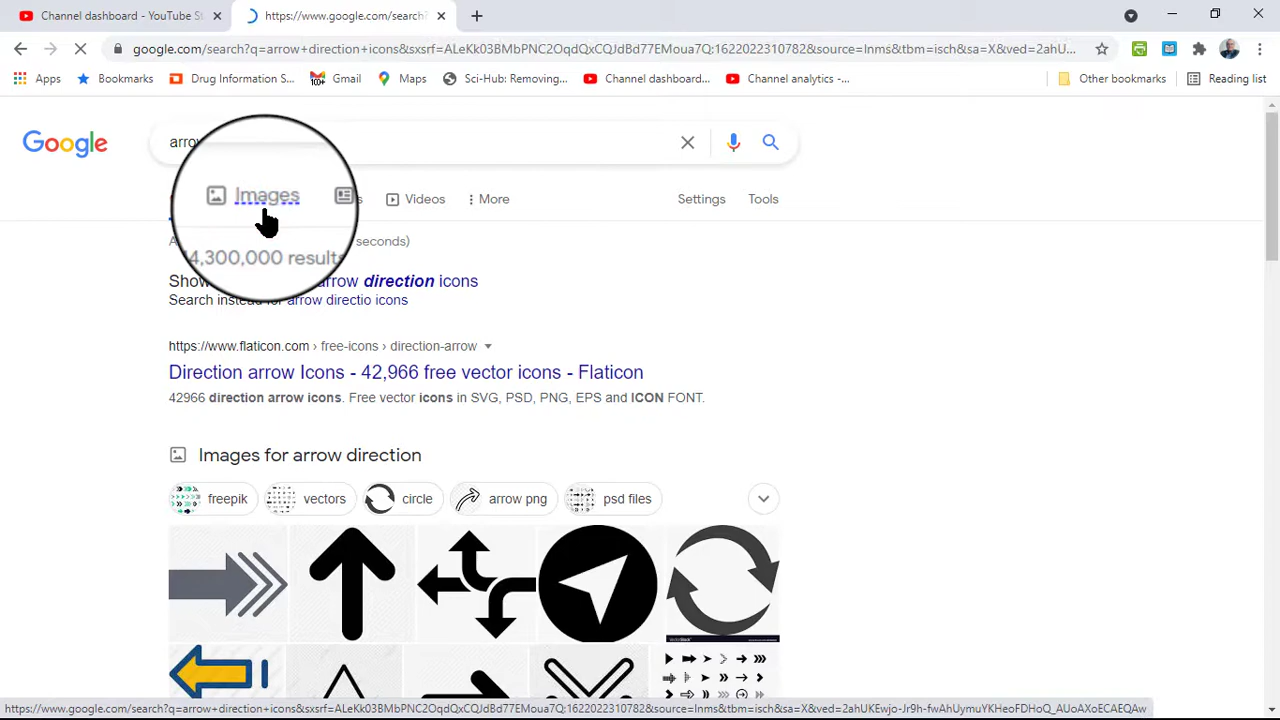 Channel dashboard - YouTube St
https://www.google.com/search?
google.com/search?q=arrow+direction+icons&sxsrf=ALeKk03BMbPNC2OqdQxCQJdBd77EMoua7Q:1622022310782&source=lnms&tbm=isch&sa=X&ved=2ahU...
Apps
Bookmarks
Drug Information S...
100+
Gmail
Maps
Sci-Hub: Removing...
Channel dashboard...
Channel analytics -...
Other bookmarks
Reading list
Google
arrow
Images
Videos
More
Settings
Tools
4,300,000 results
seconds)
Show arrow direction icons
Search instead for arrow directio icons
https://www.flaticon.com › free-icons › direction-arrow
Direction arrow Icons - 42,966 free vector icons - Flaticon
42966 direction arrow icons. Free vector icons in SVG, PSD, PNG, EPS and ICON FONT.
Images for arrow direction
freepik
vectors
circle
arrow png
psd files
https://www.google.com/search?q=arrow+direction+icons&sxsrf=ALeKk03BMbPNC2OqdQxCQJdBd77EMoua7Q:1622022310782&source=lnms&tbm=isch&sa=X&ved=2ahUKEwjo-Jr9h-fwAhUymuYKHeoFDHoQ_AUoAXoECAEQAw